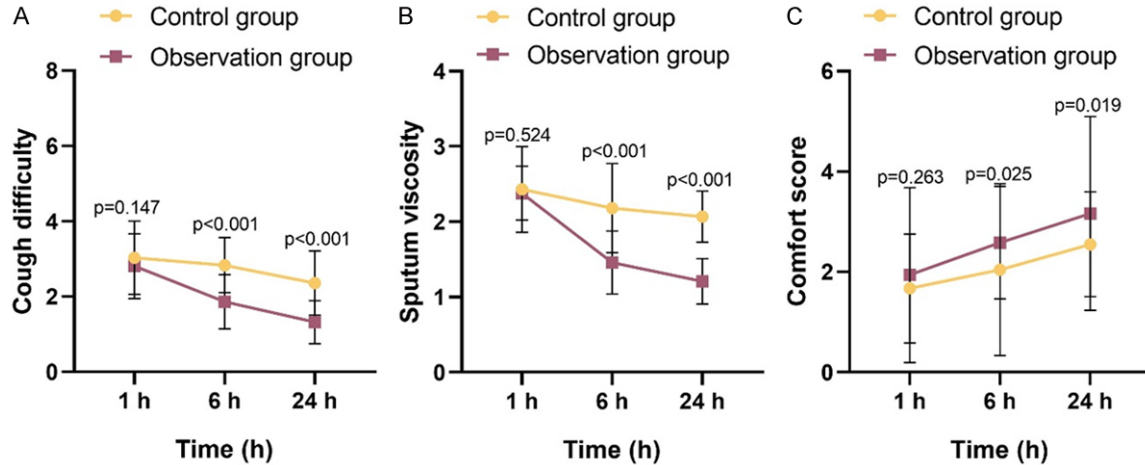 A
Control group
Observation group
8
6
4
2
0
Cough difficulty
p=0.147
p<0.001
p<0.001
1 h
6 h
24 h
Time (h)
B
Control group
Observation group
4
3
2
1
0
Sputum viscosity
p=0.524
p<0.001
p<0.001
1 h
6 h
24 h
Time (h)
C
Control group
Observation group
6
4
2
0
Comfort score
p=0.263
p=0.025
p=0.019
1 h
6 h
24 h
Time (h)